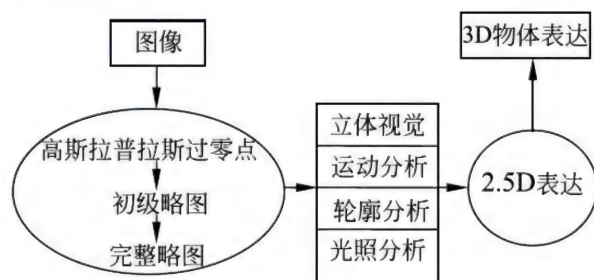 图像
高斯拉普拉斯过零点
初级略图
完整略图
立体视觉
运动分析
轮廓分析
光照分析
2.5D表达
3D物体表达